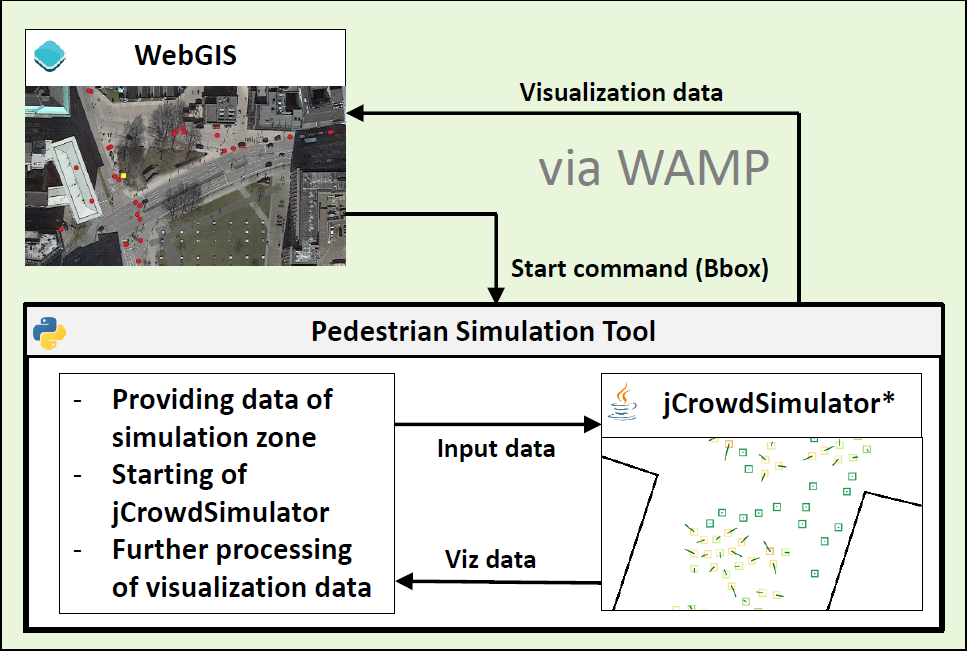 WebGIS
Visualization data
via WAMP
Start command (Bbox)
Pedestrian Simulation Tool
- Providing data of
simulation zone
- Starting of
jCrowdSimulator
- Further processing
of visualization data
Input data
Viz data
jCrowdSimulator*